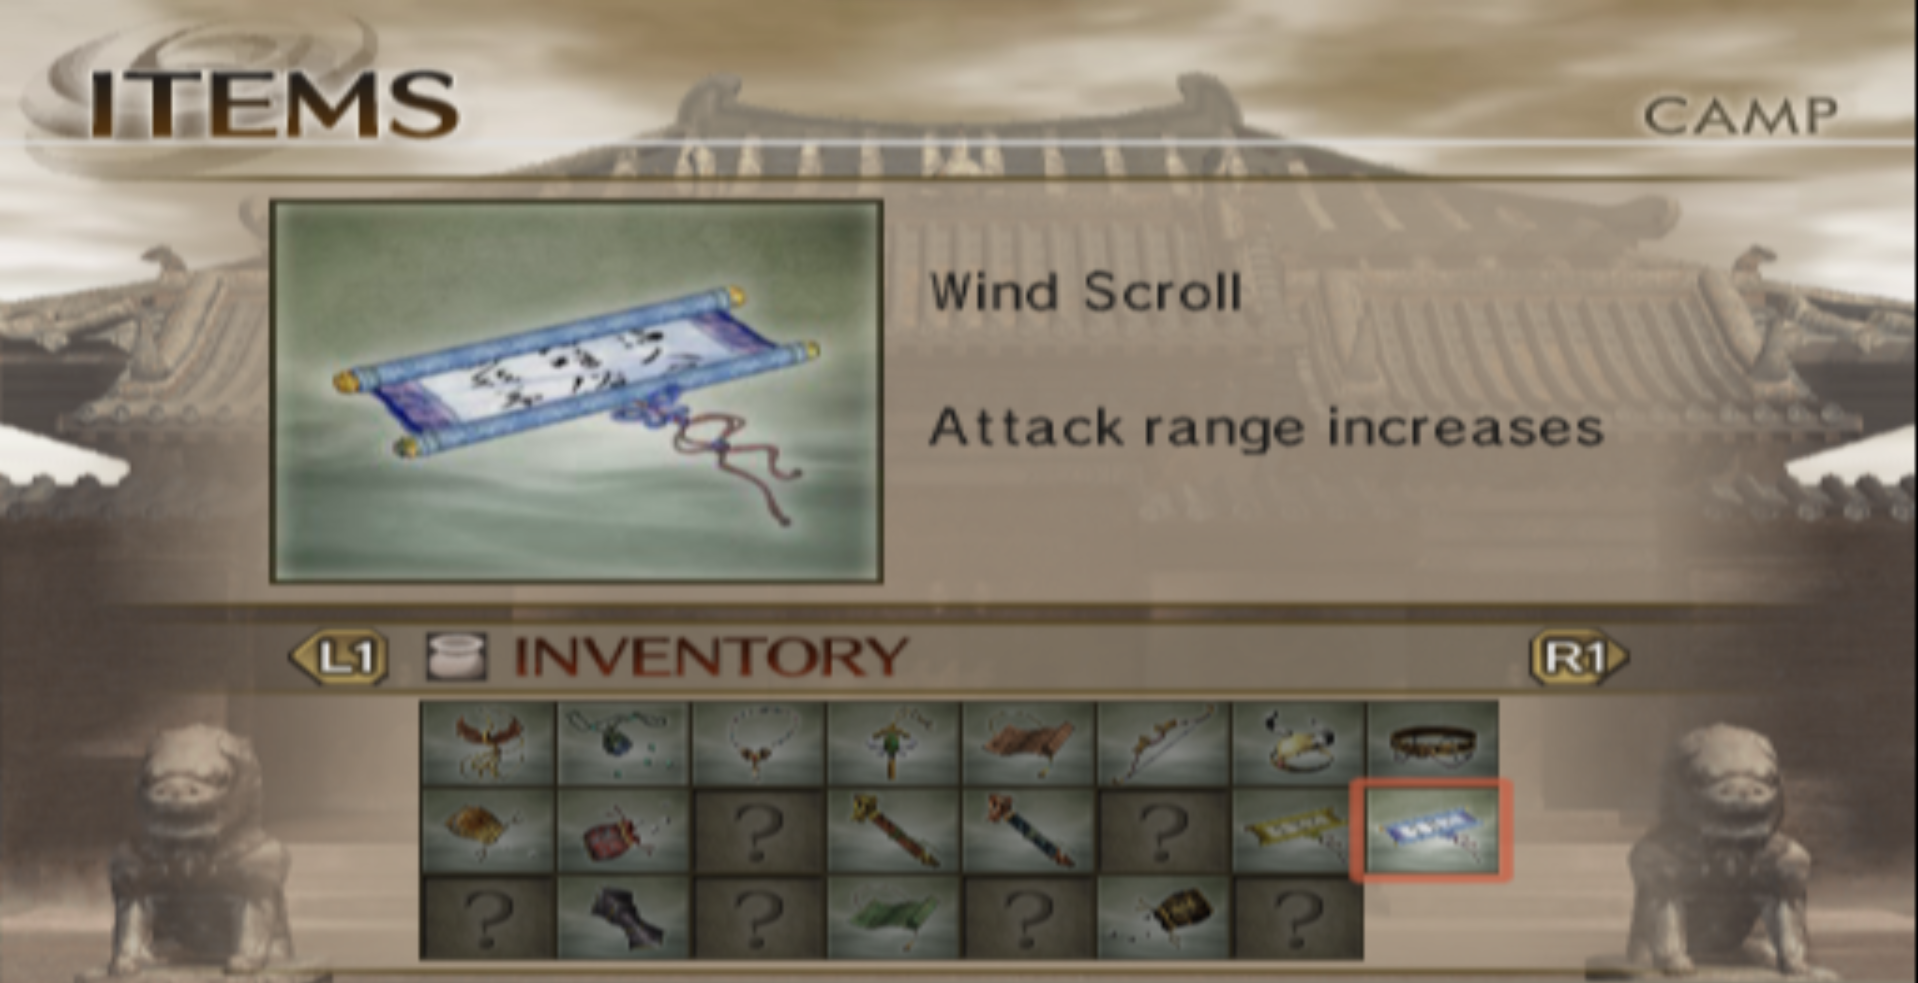 ITEMS
CAMP
Wind Scroll
Attack range increases
L1 INVENTORY R1
? ?
? ? ? ?